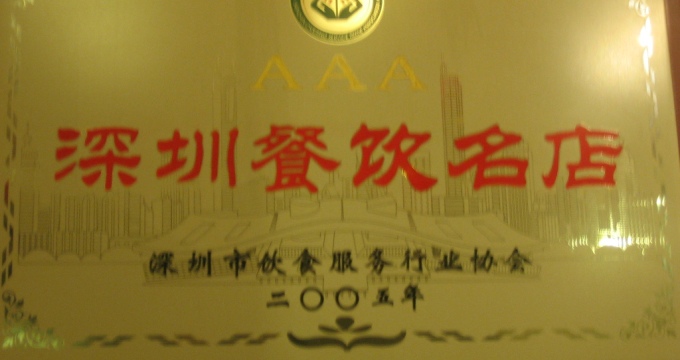 AAA
深圳餐饮名店
深圳市饮食服务行业协会
二〇〇五年